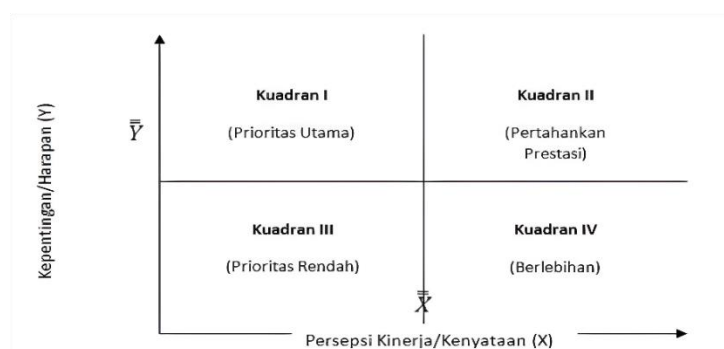 Kepentingan/Harapan (Y)
Y
Kuadran I
(Prioritas Utama)
Kuadran II
(Pertahankan
Prestasi)
Kuadran III
(Prioritas Rendah)
Kuadran IV
(Berlebihan)
X
Persepsi Kinerja/Kenyataan (X)